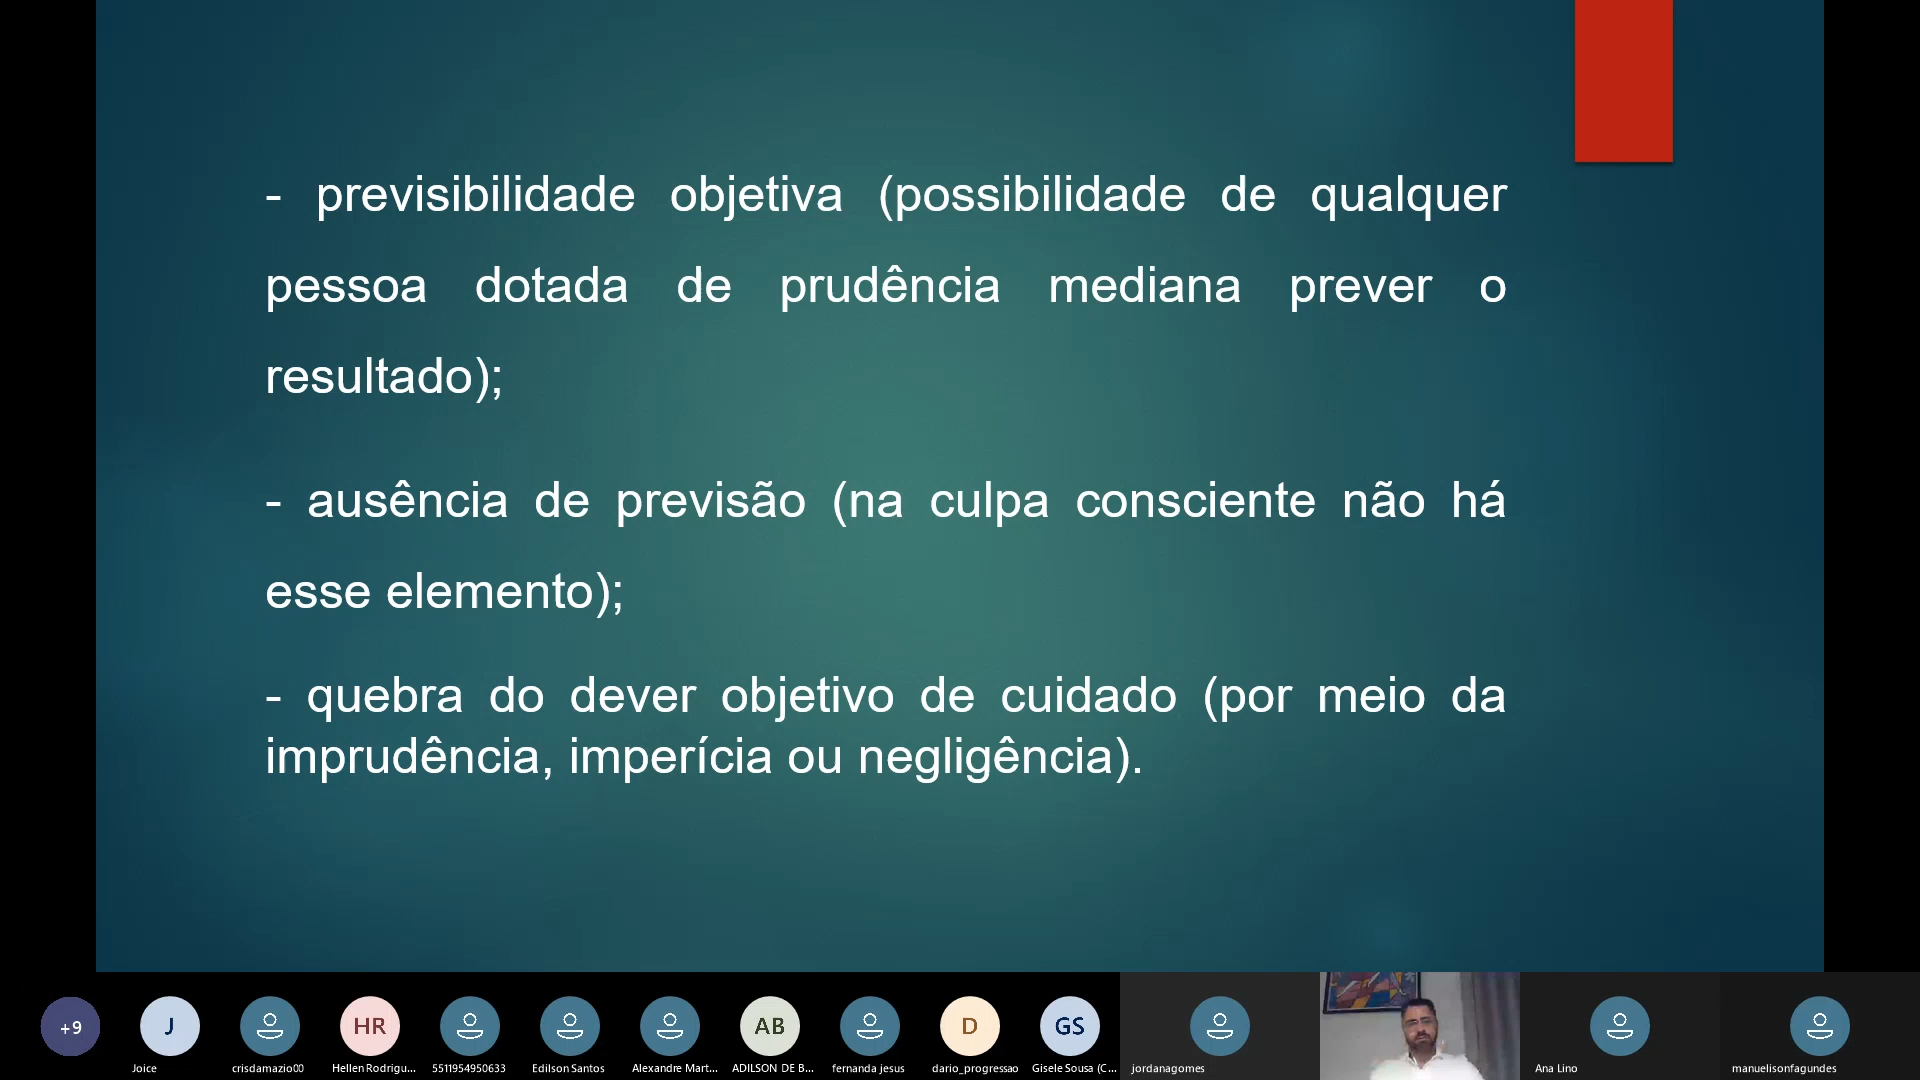 - previsibilidade objetiva (possibilidade de qualquer
pessoa dotada de prudência mediana prever o
resultado);
- ausência de previsão (na culpa consciente não há
esse elemento);
- quebra do dever objetivo de cuidado (por meio da
imprudência, imperícia ou negligência).
+9
J
HR
AB
D
GS
Joice
crisdamazio00
Hellen Rodrigu...
5511954950633
Edilson Santos
Alexandre Mart...
ADILSON DE B...
fernanda jesus
dario_progressao
Gisele Sousa (C...
jordanagomes
Ana Lino
manuelisonfagundes